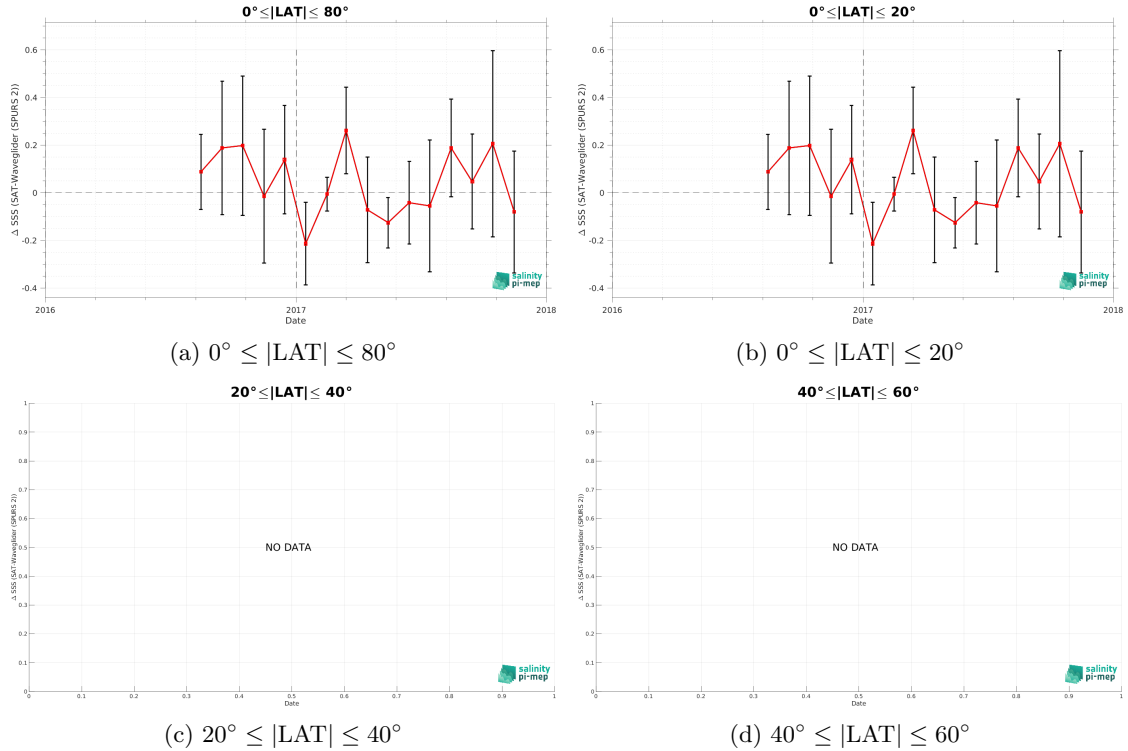 0°≤|LAT|≤ 80°
Δ SSS (SAT-Waveglider (SPURS 2))
0.6
0.4
0.2
0
-0.2
-0.4
2016
2017
2018
Date
salinity
pi-mep
(a) 0° ≤ |LAT| ≤ 80°
0°≤|LAT|≤ 20°
Δ SSS (SAT-Waveglider (SPURS 2))
0.6
0.4
0.2
0
-0.2
-0.4
2016
2017
2018
Date
salinity
pi-mep
(b) 0° ≤ |LAT| ≤ 20°
20°≤|LAT|≤ 40°
Δ SSS (SAT-Waveglider (SPURS 2))
1
0.9
0.8
0.7
0.6
0.5
0.4
0.3
0.2
0.1
0
NO DATA
0 0.1 0.2 0.3 0.4 0.5 0.6 0.7 0.8 0.9 1
Date
salinity
pi-mep
(c) 20° ≤ |LAT| ≤ 40°
40°≤|LAT|≤ 60°
Δ SSS (SAT-Waveglider (SPURS 2))
1
0.9
0.8
0.7
0.6
0.5
0.4
0.3
0.2
0.1
0
NO DATA
0 0.1 0.2 0.3 0.4 0.5 0.6 0.7 0.8 0.9 1
Date
salinity
pi-mep
(d) 40° ≤ |LAT| ≤ 60°